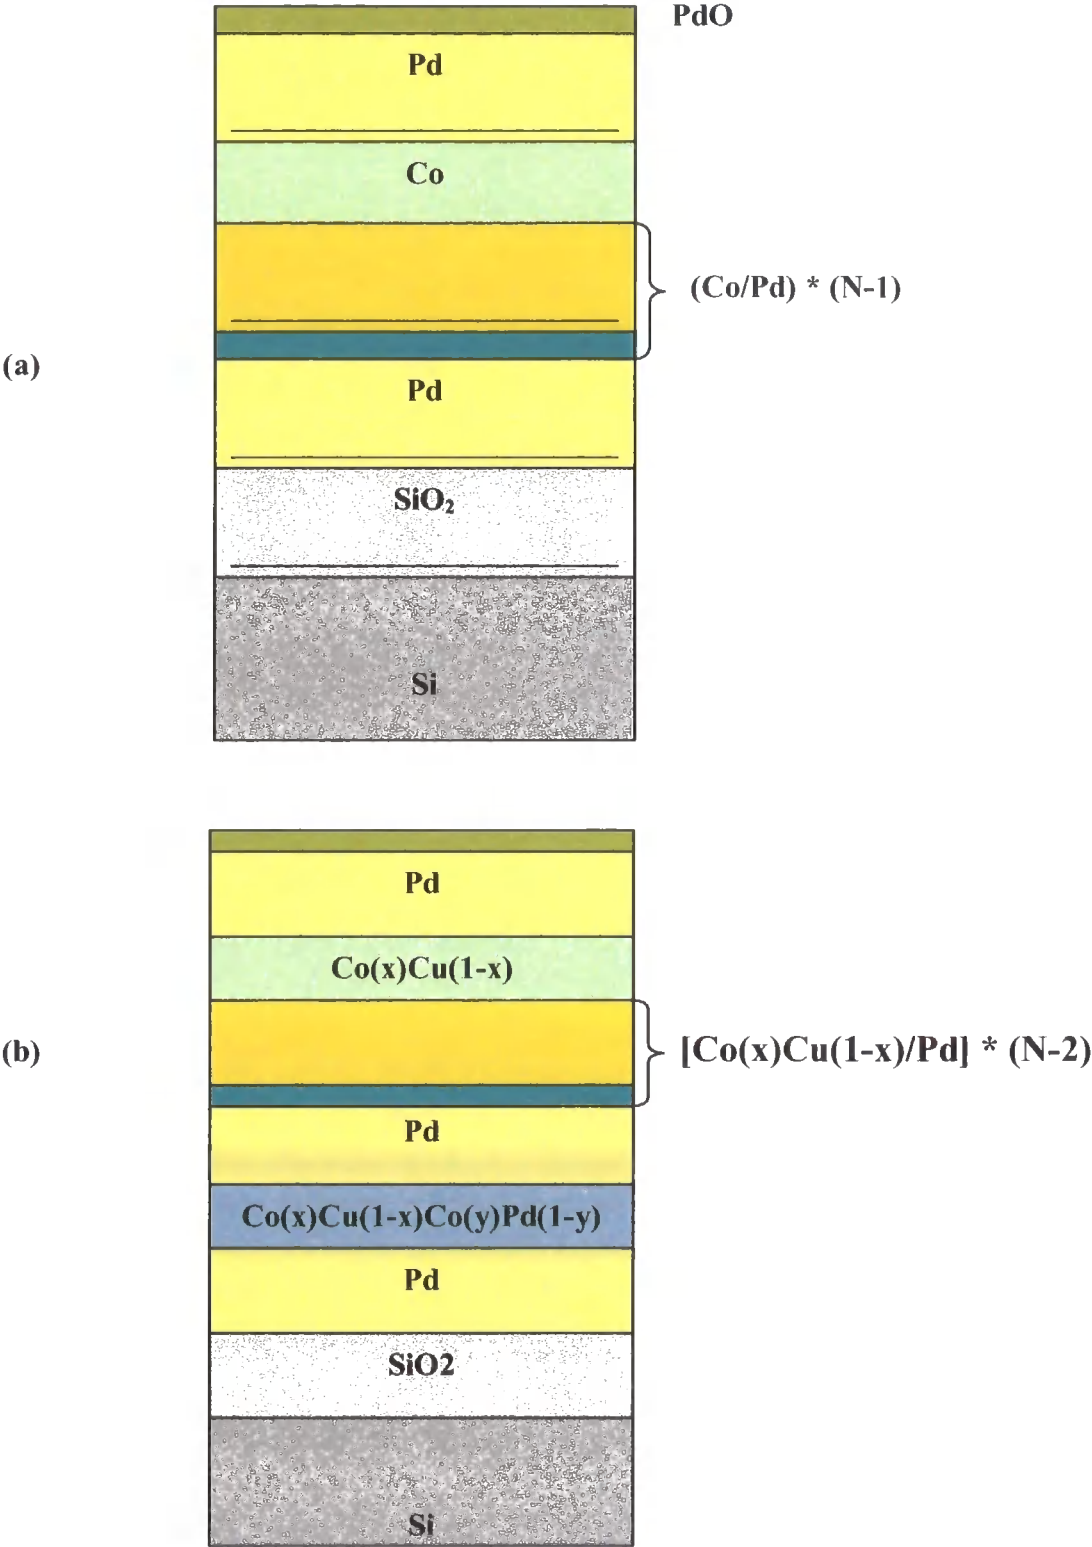 PdO
Pd
Co
(Co/Pd) * (N-1)
(a)
Pd
SiO₂
Si
Pd
Co(x)Cu(1-x)
(b)
[Co(x)Cu(1-x)/Pd] * (N-2)
Pd
Co(x)Cu(1-x)Co(y)Pd(1-y)
Pd
SiO2
Si